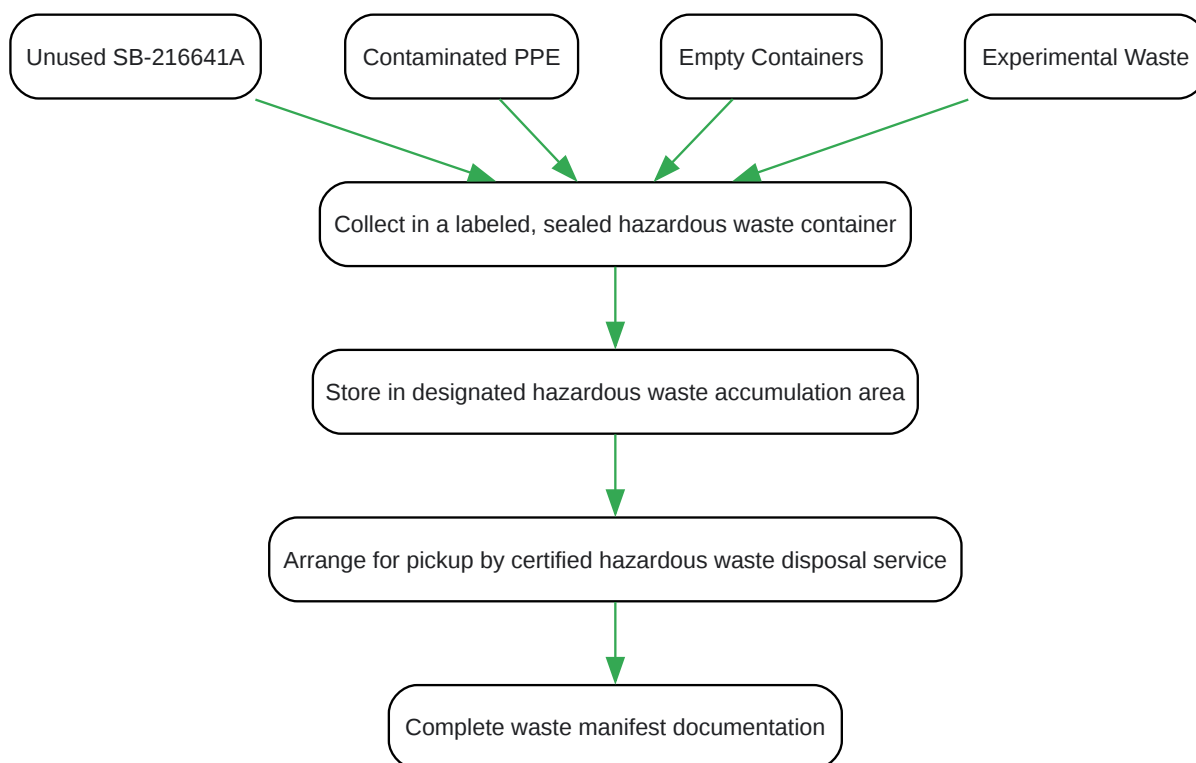 Unused SB-216641A
Contaminated PPE
Empty Containers
Experimental Waste
Collect in a labeled, sealed hazardous waste container
Store in designated hazardous waste accumulation area
Arrange for pickup by certified hazardous waste disposal service
Complete waste manifest documentation